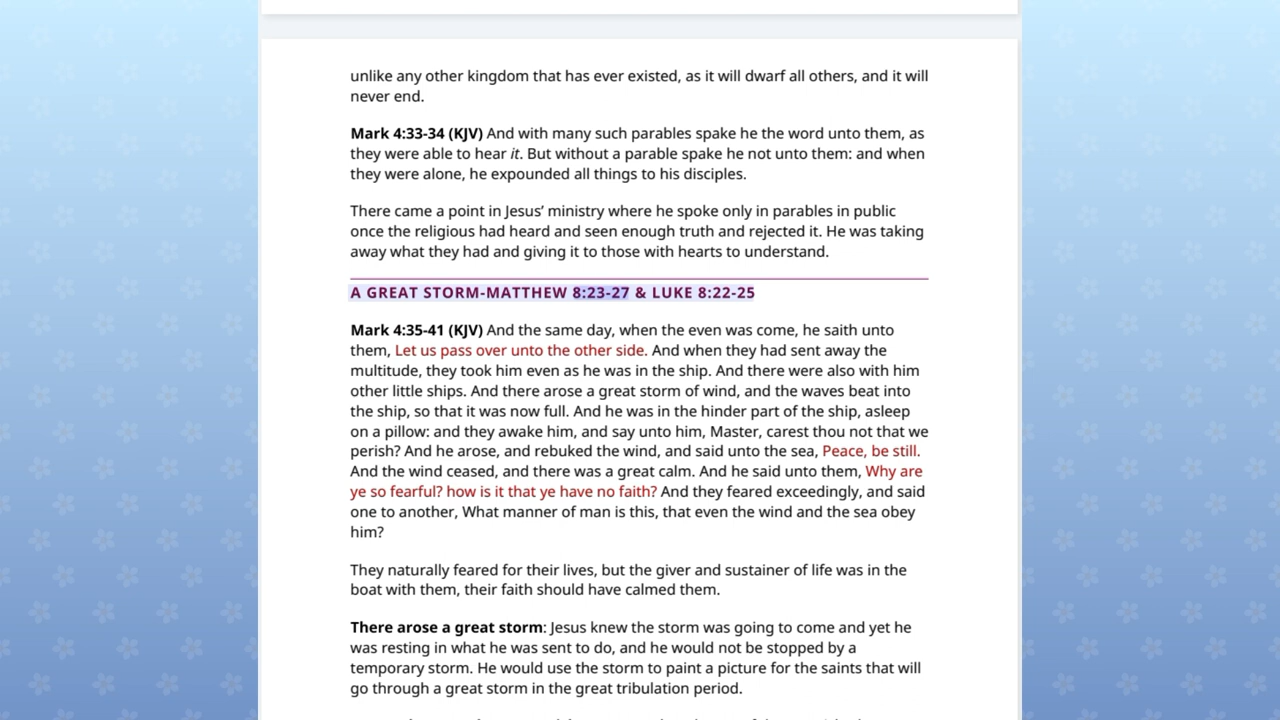 unlike any other kingdom that has ever existed, as it will dwarf all others, and it will
never end.
Mark 4:33-34 (KJV) And with many such parables spake he the word unto them, as
they were able to hear it. But without a parable spake he not unto them: and when
they were alone, he expounded all things to his disciples.
There came a point in Jesus’ ministry where he spoke only in parables in public
once the religious had heard and seen enough truth and rejected it. He was taking
away what they had and giving it to those with hearts to understand.
A GREAT STORM-MATTHEW 8:23-27 & LUKE 8:22-25
Mark 4:35-41 (KJV) And the same day, when the even was come, he saith unto
them, Let us pass over unto the other side. And when they had sent away the
multitude, they took him even as he was in the ship. And there were also with him
other little ships. And there arose a great storm of wind, and the waves beat into
the ship, so that it was now full. And he was in the hinder part of the ship, asleep
on a pillow: and they awake him, and say unto him, Master, carest thou not that we
perish? And he arose, and rebuked the wind, and said unto the sea, Peace, be still.
And the wind ceased, and there was a great calm. And he said unto them, Why are
ye so fearful? how is it that ye have no faith? And they feared exceedingly, and said
one to another, What manner of man is this, that even the wind and the sea obey
him?
They naturally feared for their lives, but the giver and sustainer of life was in the
boat with them, their faith should have calmed them.
There arose a great storm: Jesus knew the storm was going to come and yet he
was resting in what he was sent to do, and he would not be stopped by a
temporary storm. He would use the storm to paint a picture for the saints that will
go through a great storm in the great tribulation period.